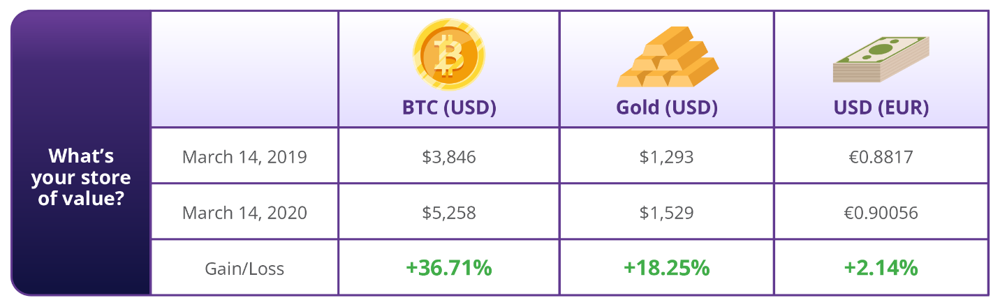 What's
your store
of value?
BTC (USD)
Gold (USD)
USD (EUR)
March 14, 2019
$3,846
$1,293
€0.8817
March 14, 2020
$5,258
$1,529
€0.90056
Gain/Loss
+36.71%
+18.25%
+2.14%